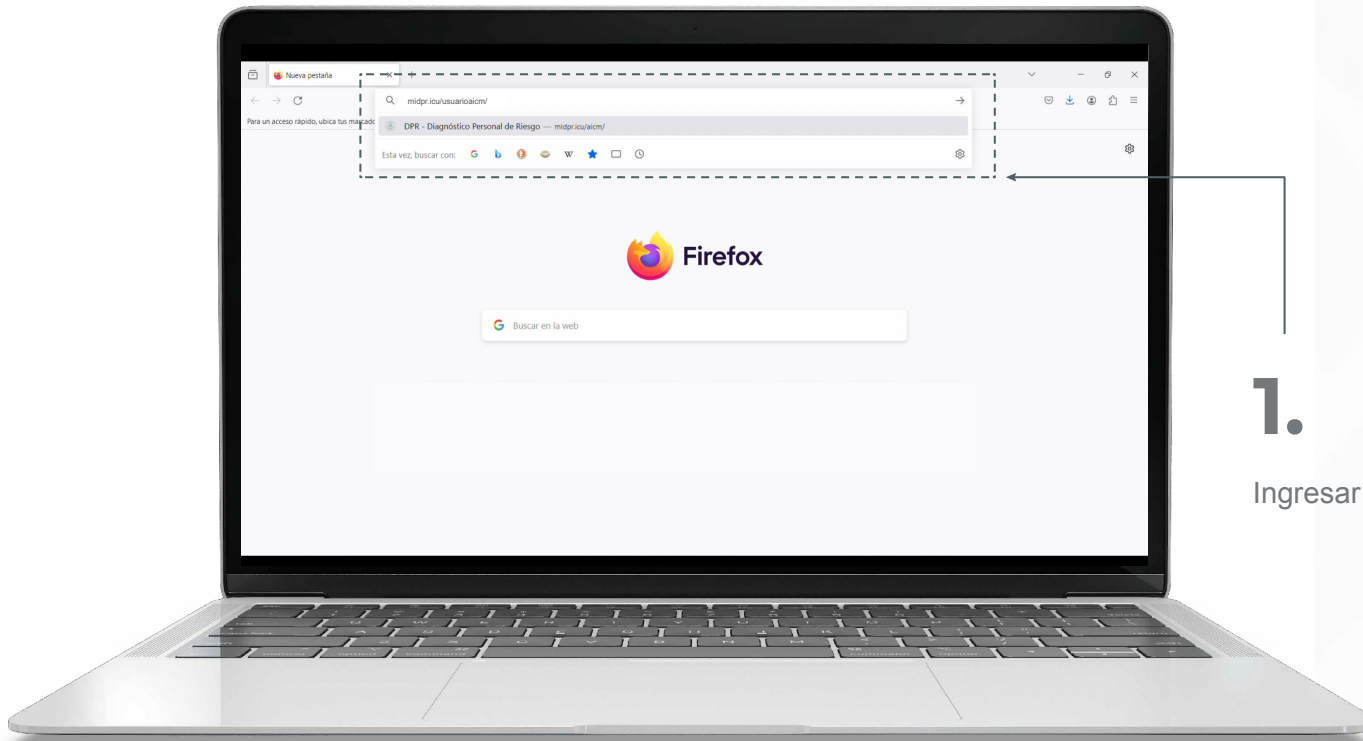 Nueva pestaña
midpr.icu/usuarioaicm/
Para un acceso rápido, ubica tus
DPR - Diagnóstico Personal de Riesgo — midpr.icu/aicm/
Esta vez, buscar con:
Firefox
Buscar en la web
1.
Ingresar